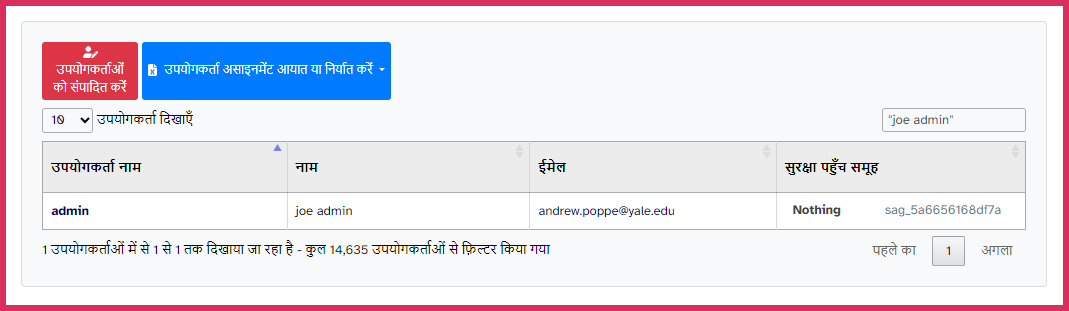 उपयोगकर्ताओं
को संपादित करें
उपयोगकर्ता असाइनमेंट आयात या निर्यात करें
10 उपयोगकर्ता दिखाएँ
"joe admin"
उपयोगकर्ता नाम नाम ईमेल सुरक्षा पहुँच समूह
admin joe admin andrew.poppe@yale.edu Nothing sag_5a6656168df7a
1 उपयोगकर्ताओं में से 1 से 1 तक दिखाया जा रहा है - कुल 14,635 उपयोगकर्ताओं से फ़िल्टर किया गया
पहले का 1 अगला